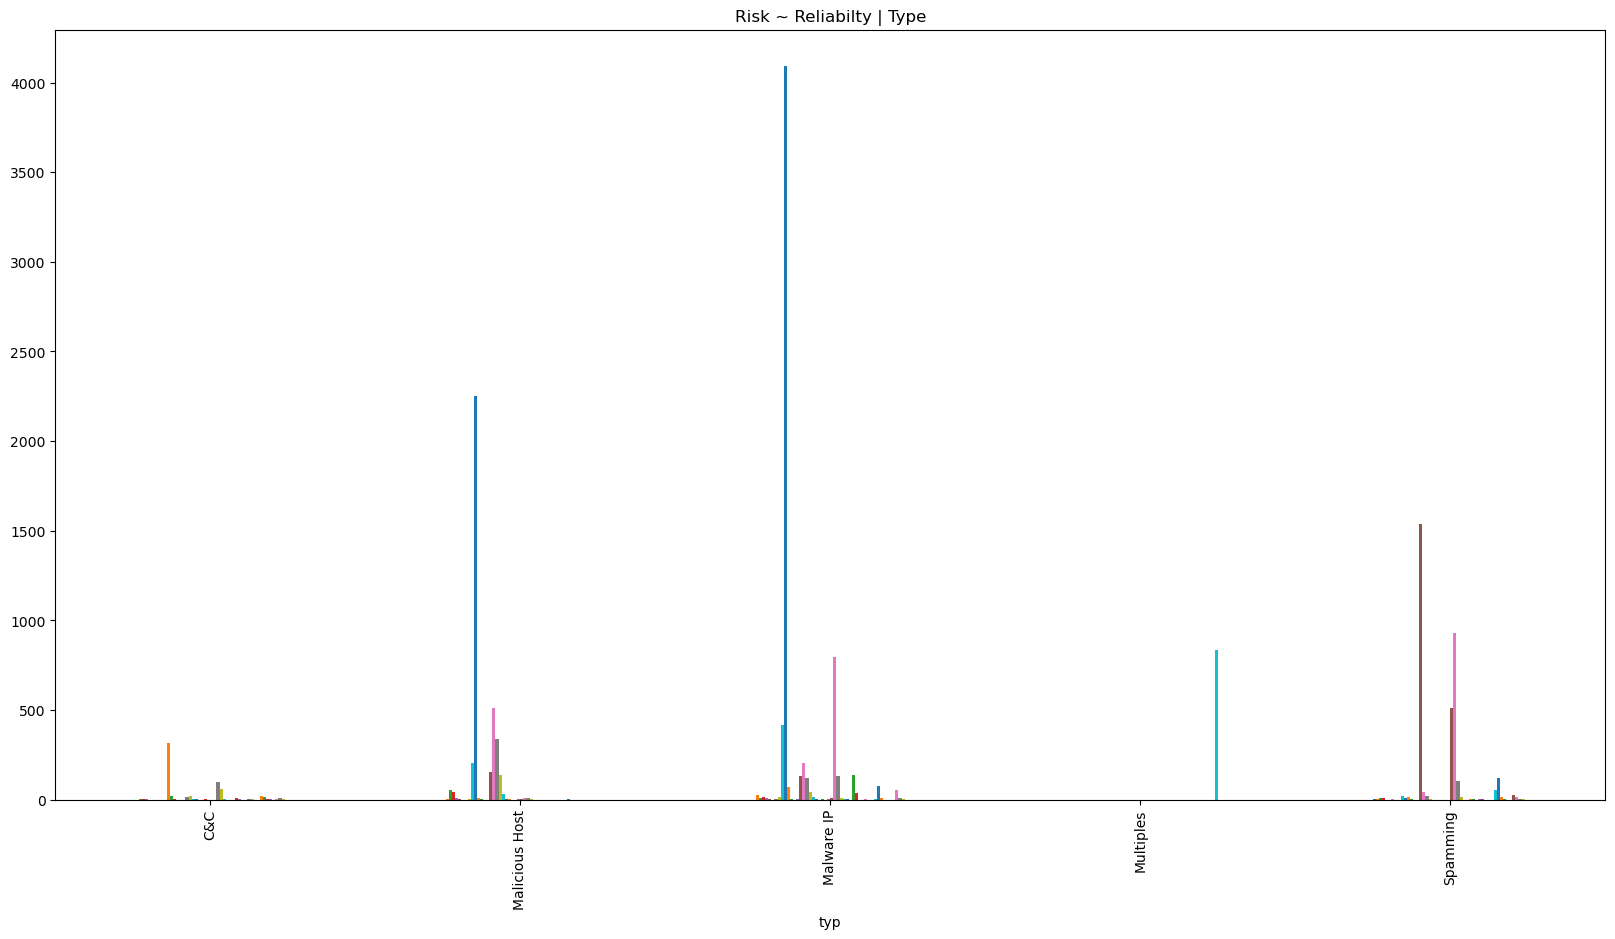 Risk ~ Reliabilty | Type
4000
3500
3000
2500
2000
1500
1000
500
0
C&C
Malicious Host
Malware IP
Multiples
Spamming
typ